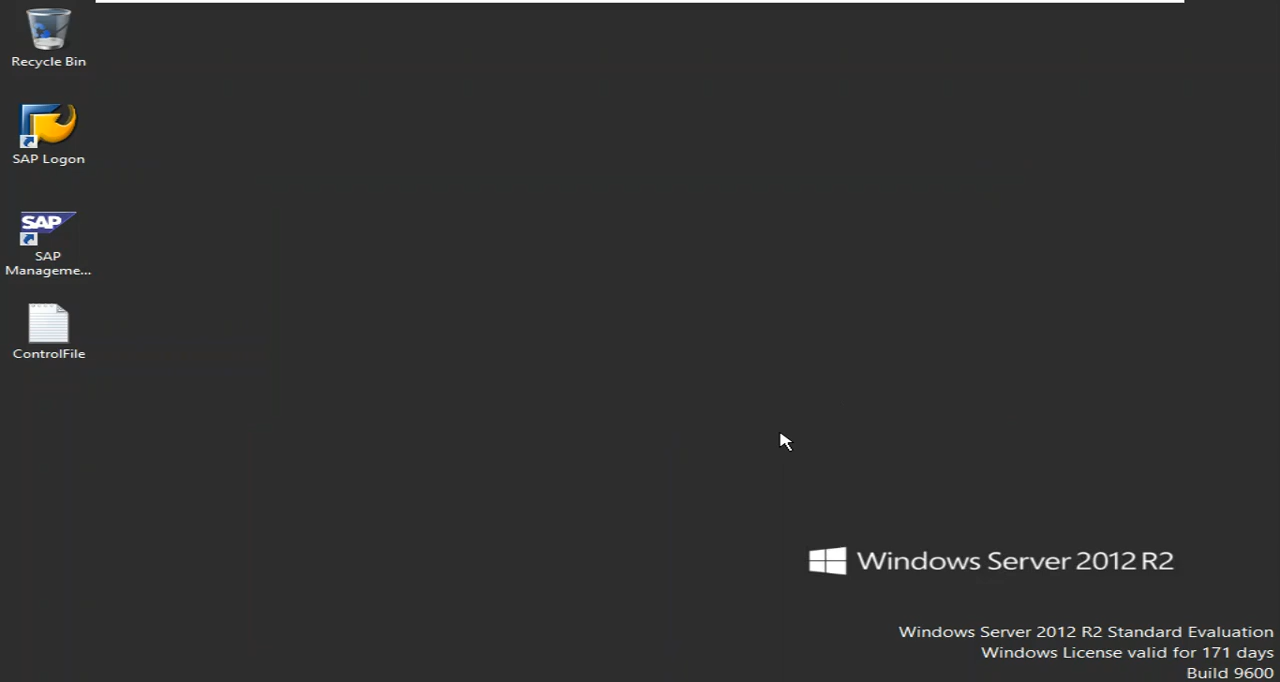 Recycle Bin
SAP Logon
SAP
SAP
Manageme...
ControlFile
Windows Server 2012 R2
Windows Server 2012 R2 Standard Evaluation
Windows License valid for 171 days
Build 9600